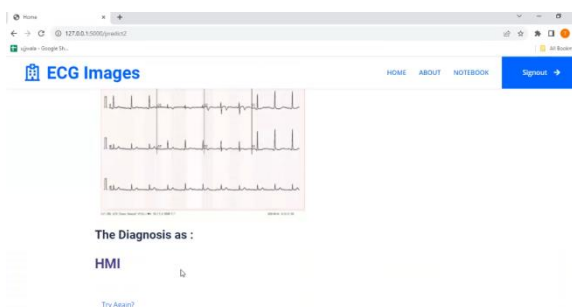 Home
127.0.0.1:5000/predict2
ECG Images
HOME ABOUT NOTEBOOK Signout
The Diagnosis as :
HMI
Try Again?